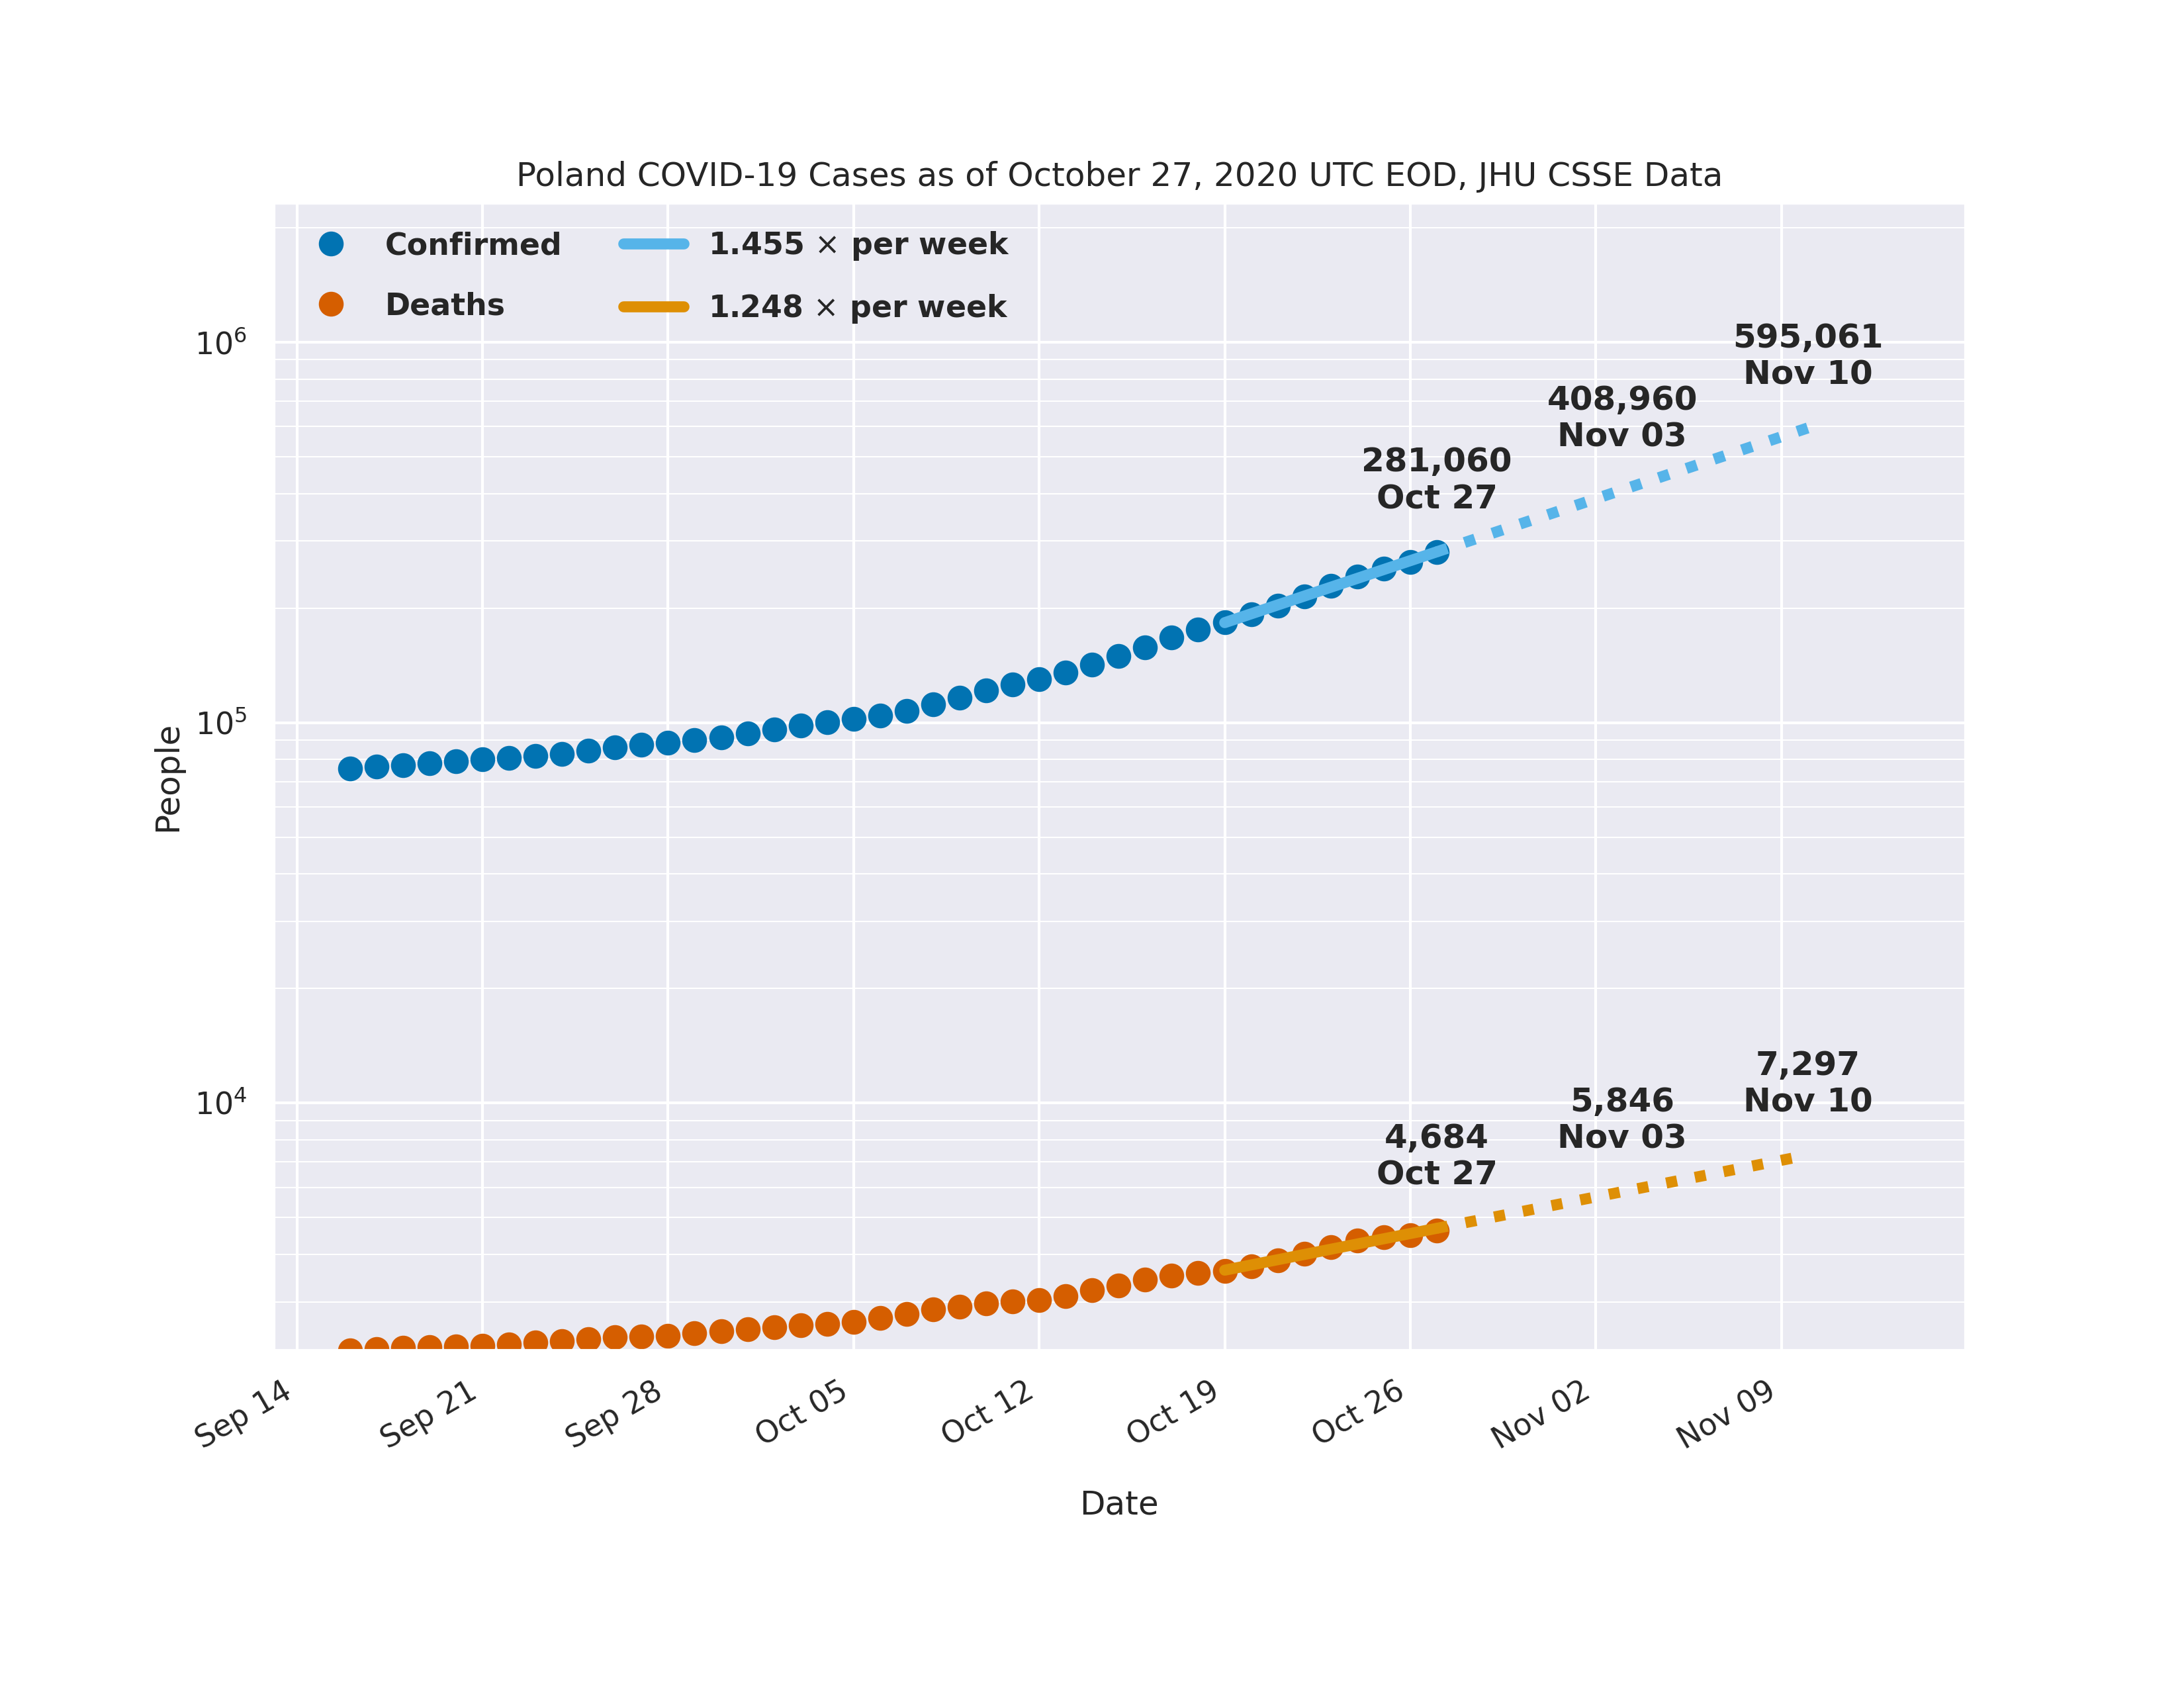 Poland COVID-19 Cases as of October 27, 2020 UTC EOD, JHU CSSE Data
Confirmed
Deaths
1.455 × per week
1.248 × per week
10⁶
10⁵
10⁴
People
595,061
Nov 10
408,960
Nov 03
281,060
Oct 27
7,297
Nov 10
5,846
Nov 03
4,684
Oct 27
Sep 14
Sep 21
Sep 28
Oct 05
Oct 12
Oct 19
Oct 26
Nov 02
Nov 09
Date